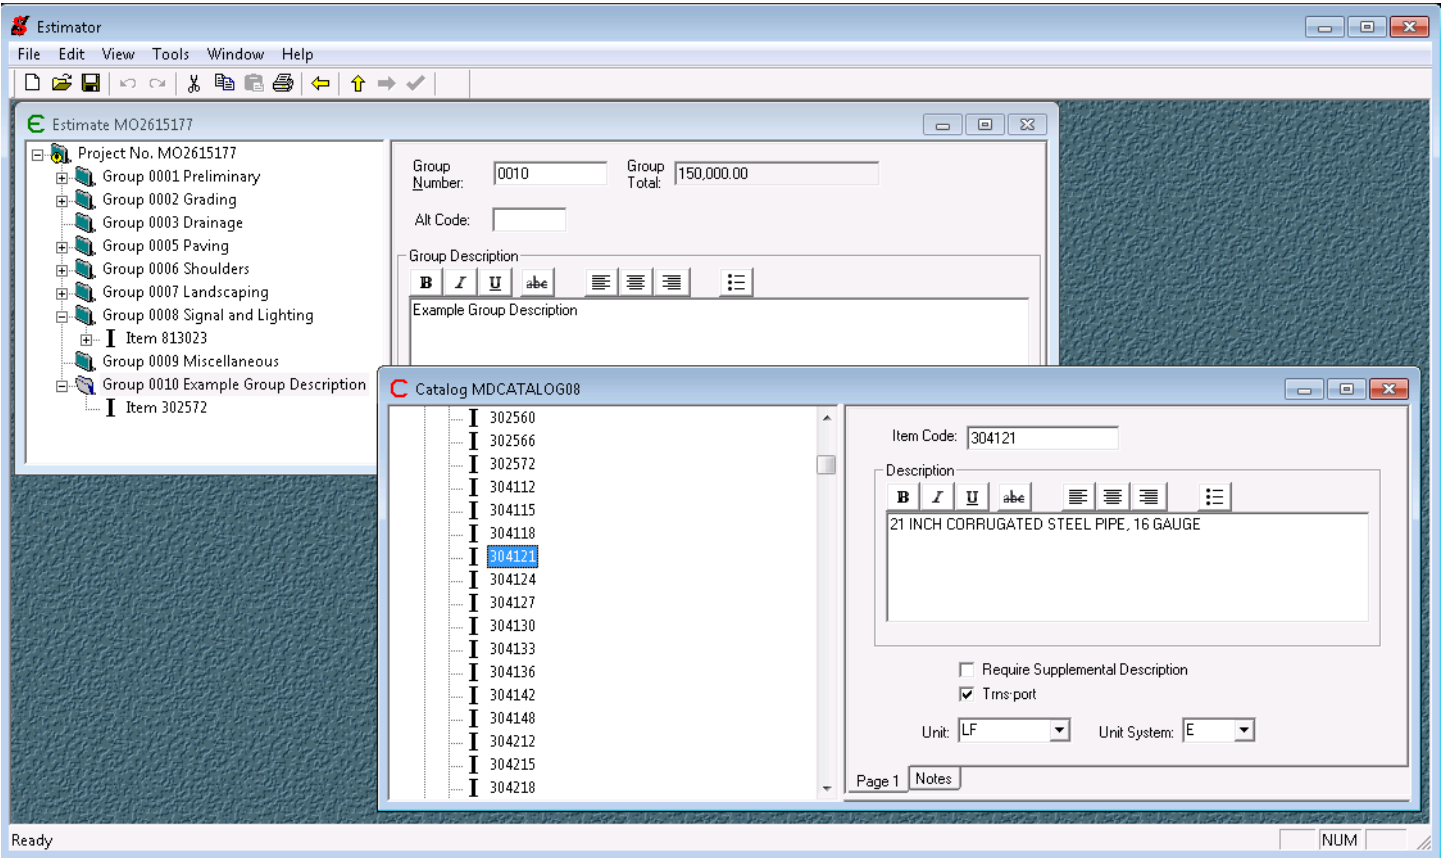 Estimator
File Edit View Tools Window Help
Estimate MO2615177
Project No. MO2615177
Group 0001 Preliminary
Group 0002 Grading
Group 0003 Drainage
Group 0005 Paving
Group 0006 Shoulders
Group 0007 Landscaping
Group 0008 Signal and Lighting
Item 813023
Group 0009 Miscellaneous
Group 0010 Example Group Description
Item 302572
Group Number: 0010 Group Total: 150,000.00
Alt Code:
Group Description
B I U abc
Example Group Description
Catalog MDCATALOG08
302560
302566
302572
304112
304115
304118
304121
304124
304127
304130
304133
304136
304142
304148
304212
304215
304218
Item Code: 304121
Description
B I U abc
21 INCH CORRUGATED STEEL PIPE, 16 GAUGE
Require Supplemental Description
Trns·port
Unit: LF Unit System: E
Page 1 Notes
Ready NUM